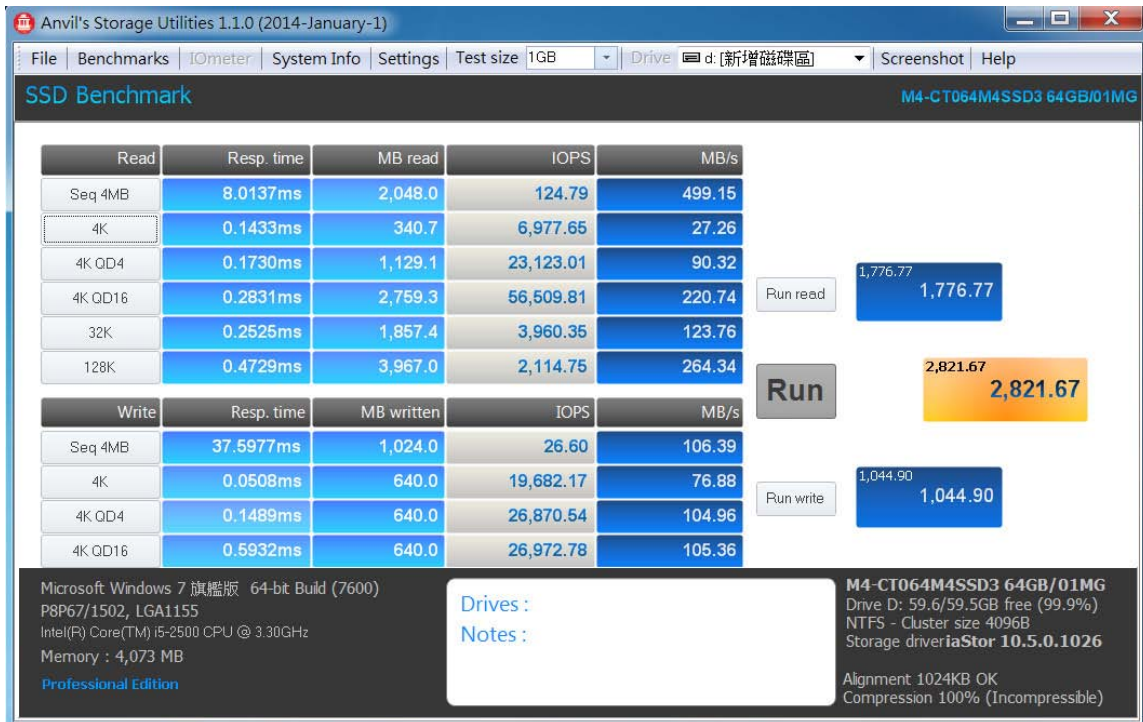 Anvil's Storage Utilities 1.1.0 (2014-January-1)
File Benchmarks IOmeter System Info Settings Test size 1GB Drive d: [新增磁碟區] Screenshot Help
SSD Benchmark M4-CT064M4SSD3 64GB/01MG
Read Resp. time MB read IOPS MB/s
Seq 4MB 8.0137ms 2,048.0 124.79 499.15
4K 0.1433ms 340.7 6,977.65 27.26
4K QD4 0.1730ms 1,129.1 23,123.01 90.32
4K QD16 0.2831ms 2,759.3 56,509.81 220.74
32K 0.2525ms 1,857.4 3,960.35 123.76
128K 0.4729ms 3,967.0 2,114.75 264.34
Run read 1,776.77
1,776.77
Run 2,821.67
2,821.67
Write Resp. time MB written IOPS MB/s
Seq 4MB 37.5977ms 1,024.0 26.60 106.39
4K 0.0508ms 640.0 19,682.17 76.88
4K QD4 0.1489ms 640.0 26,870.54 104.96
4K QD16 0.5932ms 640.0 26,972.78 105.36
Run write 1,044.90
1,044.90
Microsoft Windows 7 旗艦版 64-bit Build (7600)
P8P67/1502, LGA1155
Intel(R) Core(TM) i5-2500 CPU @ 3.30GHz
Memory : 4,073 MB
Professional Edition
Drives :
Notes :
M4-CT064M4SSD3 64GB/01MG
Drive D: 59.6/59.5GB free (99.9%)
NTFS - Cluster size 4096B
Storage driveriaStor 10.5.0.1026
Alignment 1024KB OK
Compression 100% (Incompressible)